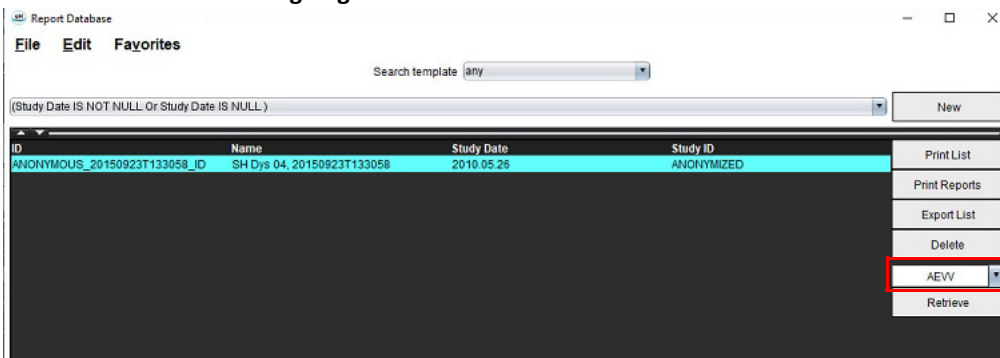 SH Report Database
File Edit Favorites
Search template any
(Study Date IS NOT NULL Or Study Date IS NULL )
New
ID Name Study Date Study ID
ANONYMOUS_20150923T133058_ID SH Dys 04, 20150923T133058 2010.05.26 ANONYMIZED
Print List
Print Reports
Export List
Delete
AEVV
Retrieve